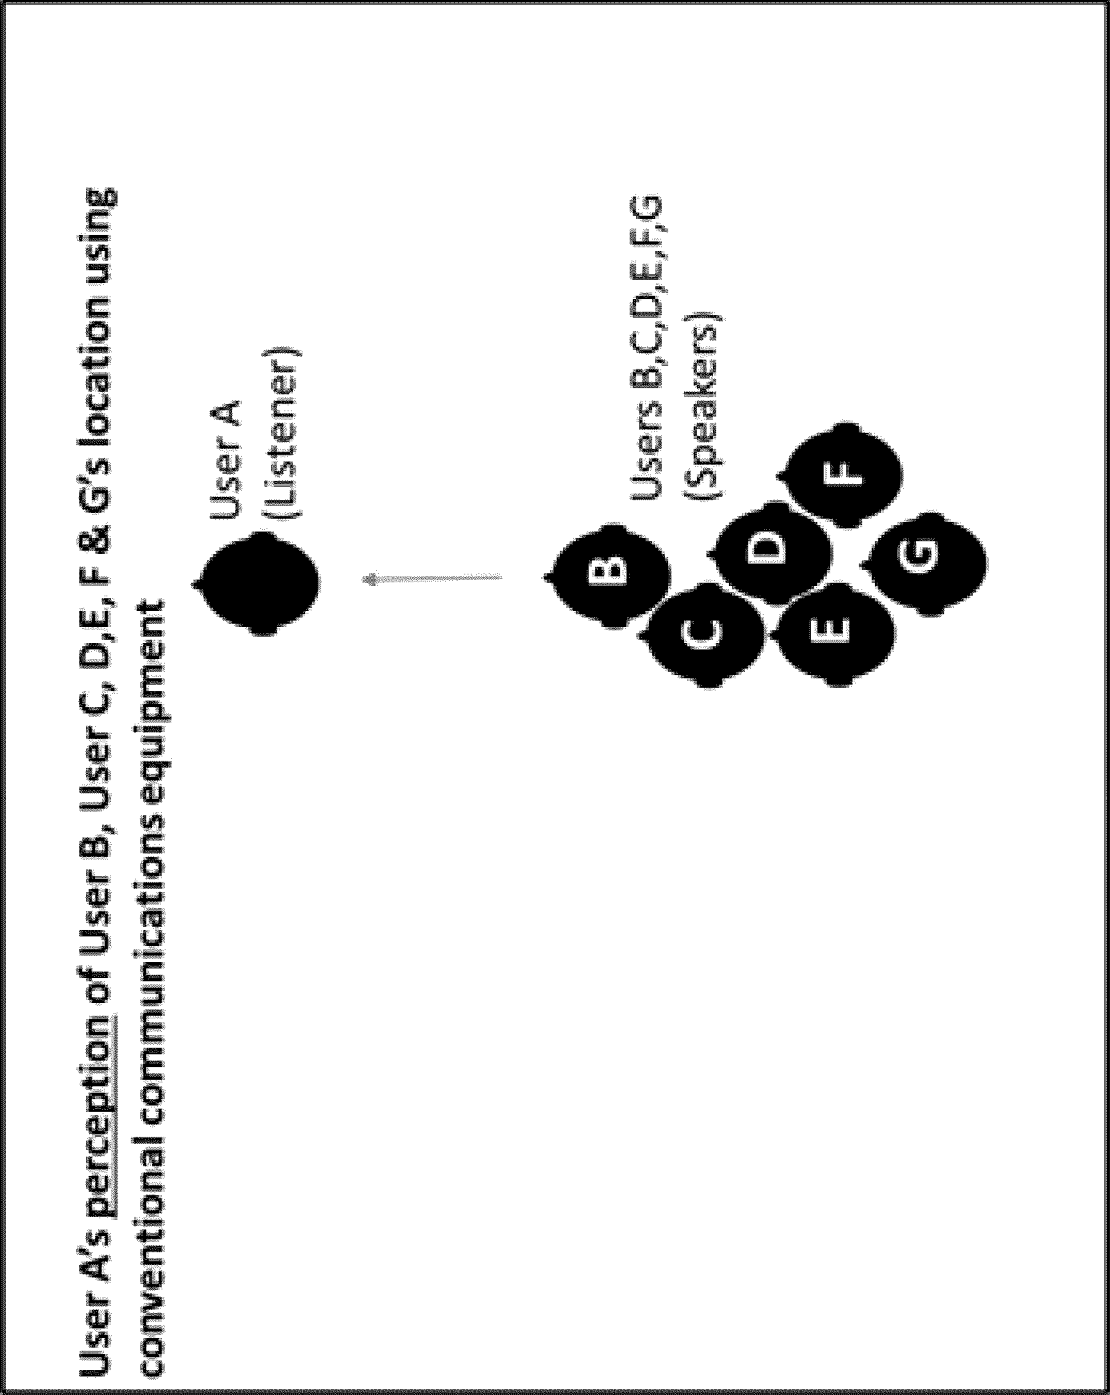 User A's perception of User B, User C, D,E, F & G's location using
conventional communications equipment
User A
(Listener)
Users B,C,D,E,F,G
(Speakers)
B
C
D
E
F
G